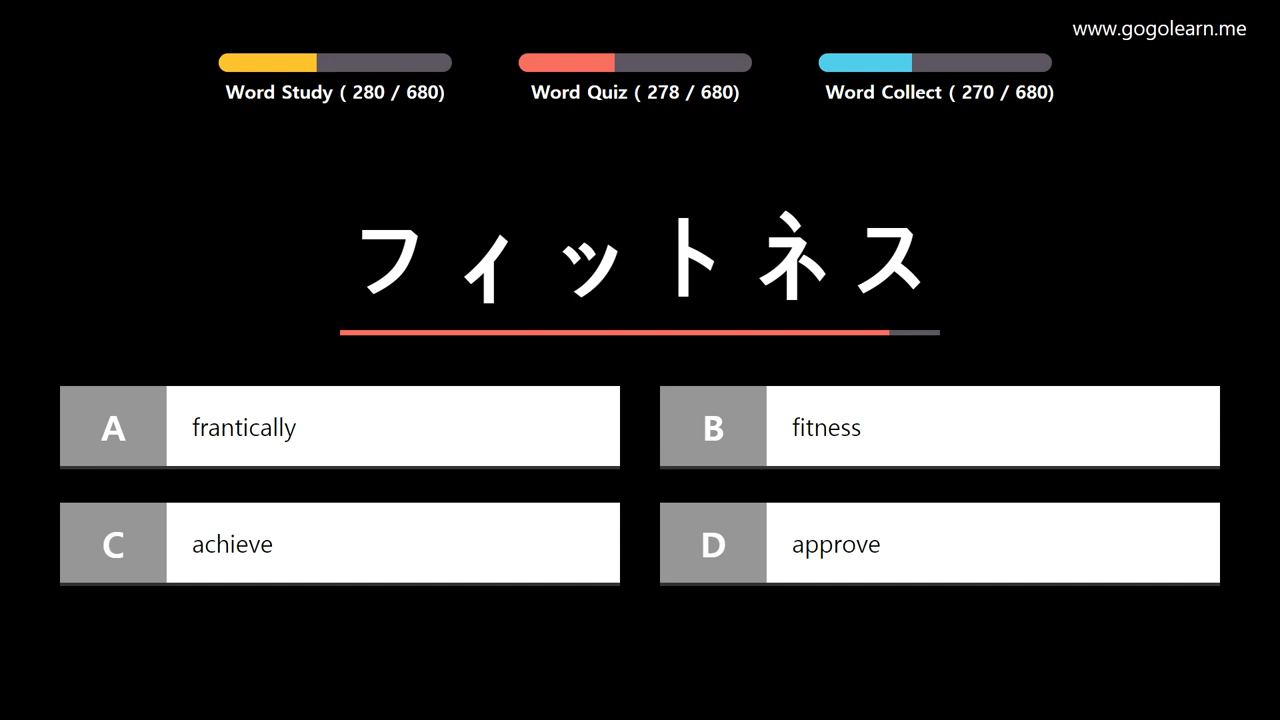 www.gogolearn.me
Word Study ( 280 / 680)
Word Quiz ( 278 / 680)
Word Collect ( 270 / 680)
フィットネス
A frantically
B fitness
C achieve
D approve